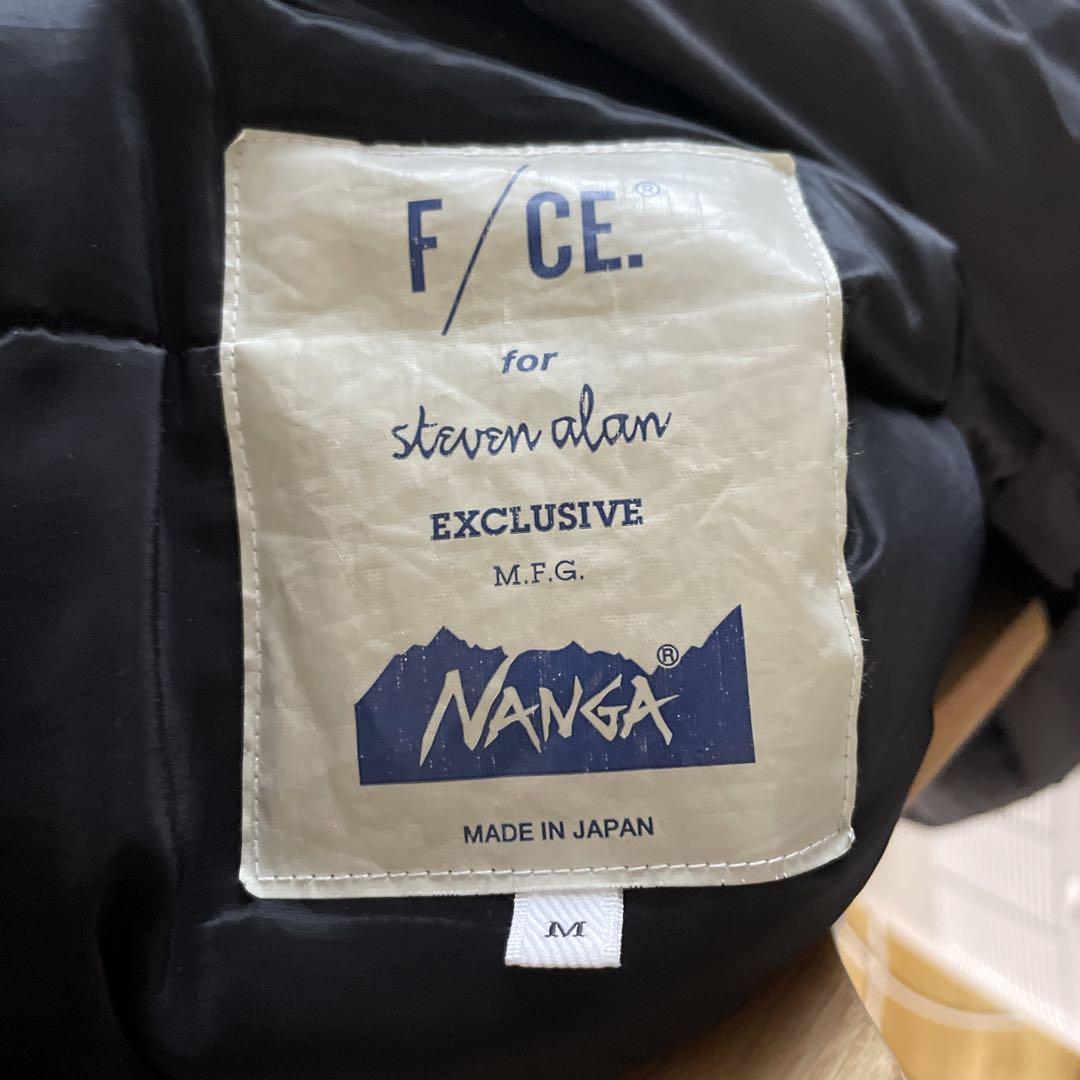 F/CE.®
for
steven alan
EXCLUSIVE
M.F.G.
NANGA®
MADE IN JAPAN
M